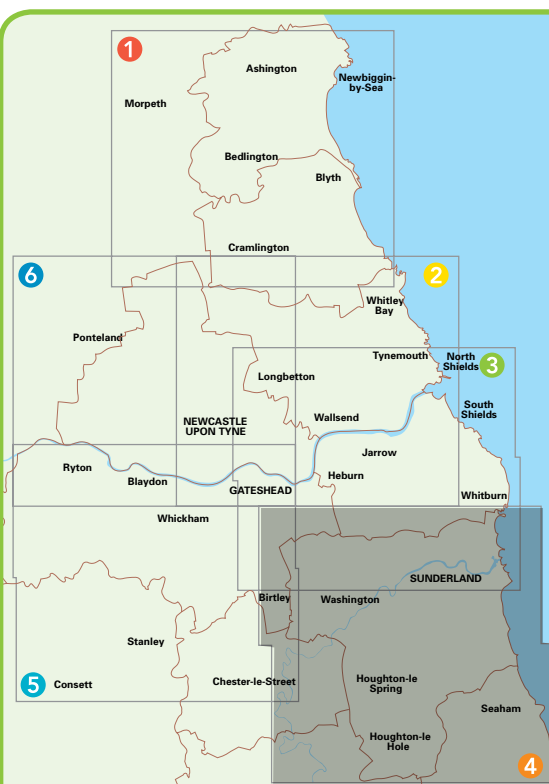 1
Ashington
Newbiggin-
by-Sea
Morpeth
Bedlington
Blyth
Cramlington
6
2
Whitley
Bay
Ponteland
Tynemouth
North
Shields
3
Longbetton
South
Shields
Wallsend
NEWCASTLE
UPON TYNE
Jarrow
Ryton
Heburn
Blaydon
GATESHEAD
Whitburn
Whickham
SUNDERLAND
Birtley
Washington
Stanley
Consett
5
Chester-le-Street
Houghton-le
Spring
Seaham
Houghton-le
Hole
4